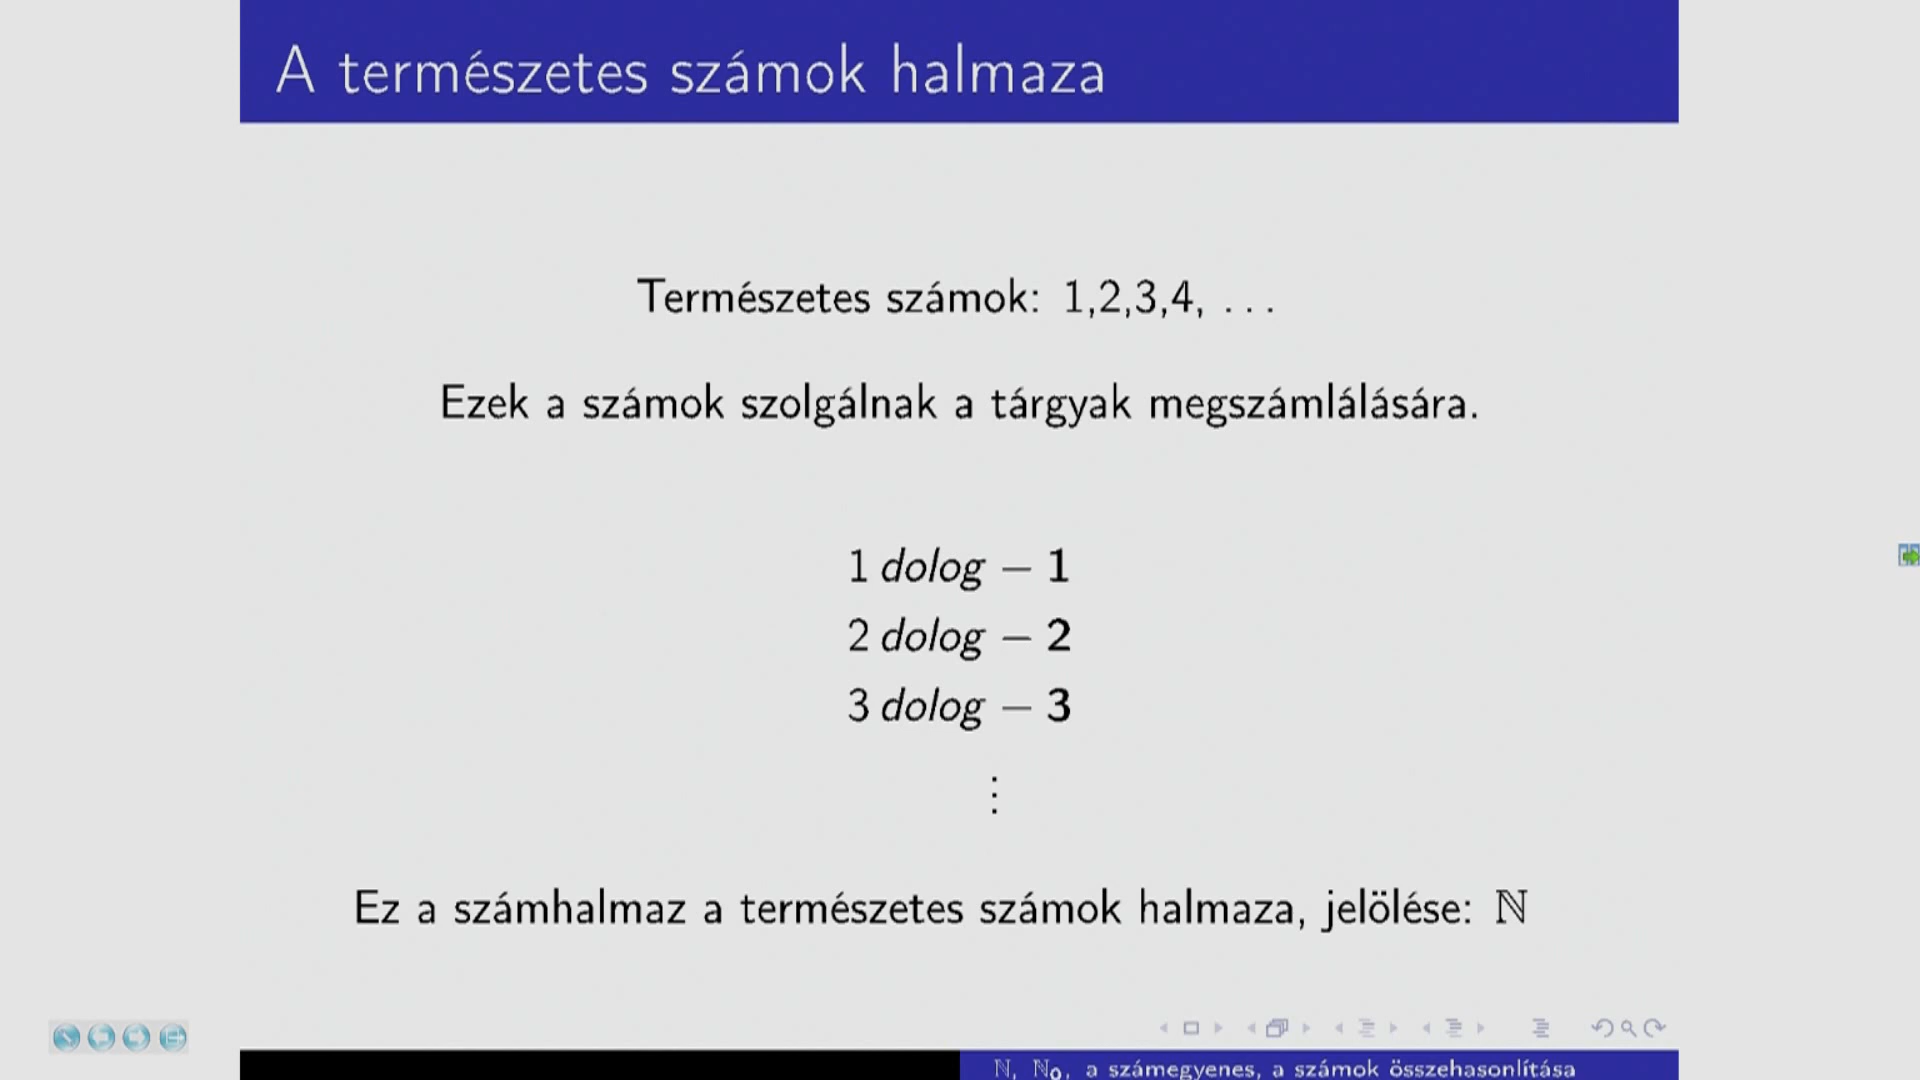 A természetes számok halmaza
Természetes számok: 1,2,3,4, . . .
Ezek a számok szolgálnak a tárgyak megszámlálására.
1 dolog – 1
2 dolog – 2
3 dolog – 3
⋮
Ez a számhalmaz a természetes számok halmaza, jelölése: ℕ
ℕ, ℕ₀, a számegyenes, a számok összehasonlítása